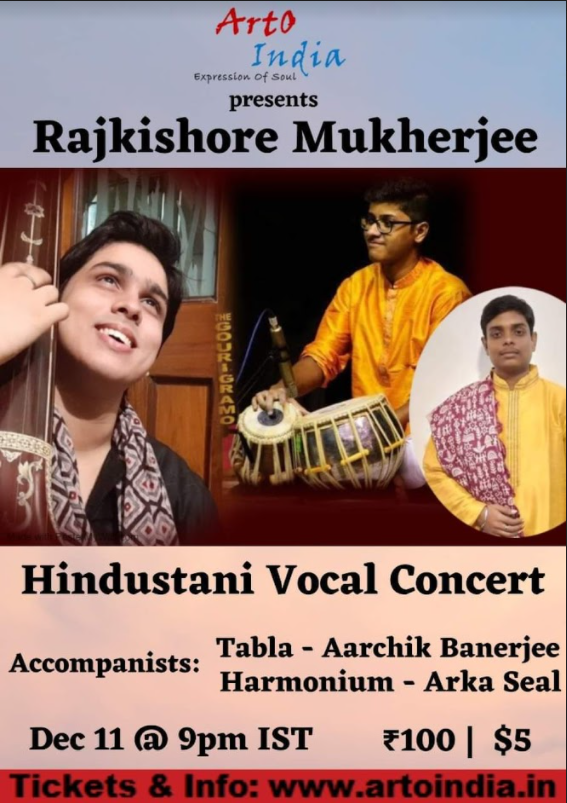 ArtO
India
Expression Of Soul
presents
Rajkishore Mukherjee
THE
GOURIGRAMO
Hindustani Vocal Concert
Accompanists:
Tabla - Aarchik Banerjee
Harmonium - Arka Seal
Dec 11 @ 9pm IST
₹100 | $5
Tickets & Info: www.artoindia.in